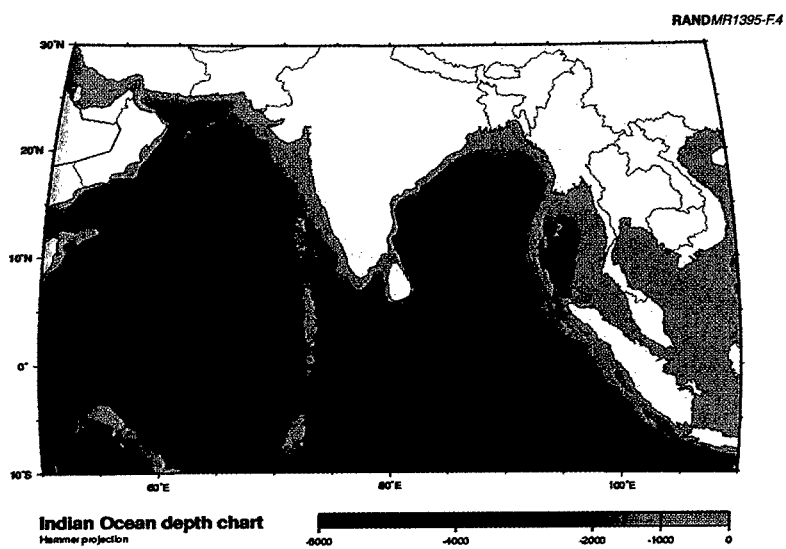 RANDMR1395-F.4
30°N
20°N
10°N
0°
10°S
60°E 80°E 100°E
Indian Ocean depth chart
Hammer projection
-6000 -4000 -2000 -1000 0